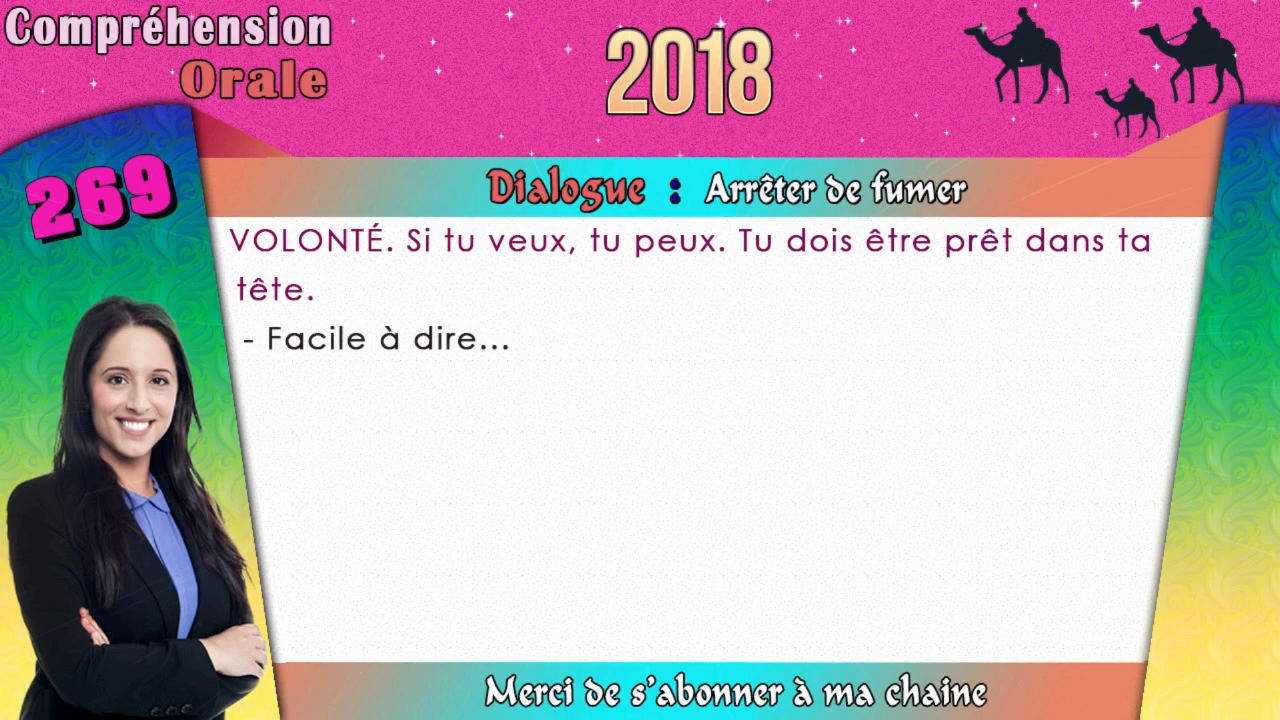 Compréhension
Orale
2018
269
Dialogue : Arrêter de fumer
VOLONTÉ. Si tu veux, tu peux. Tu dois être prêt dans ta
tête.
- Facile à dire...
Merci de s'abonner à ma chaine